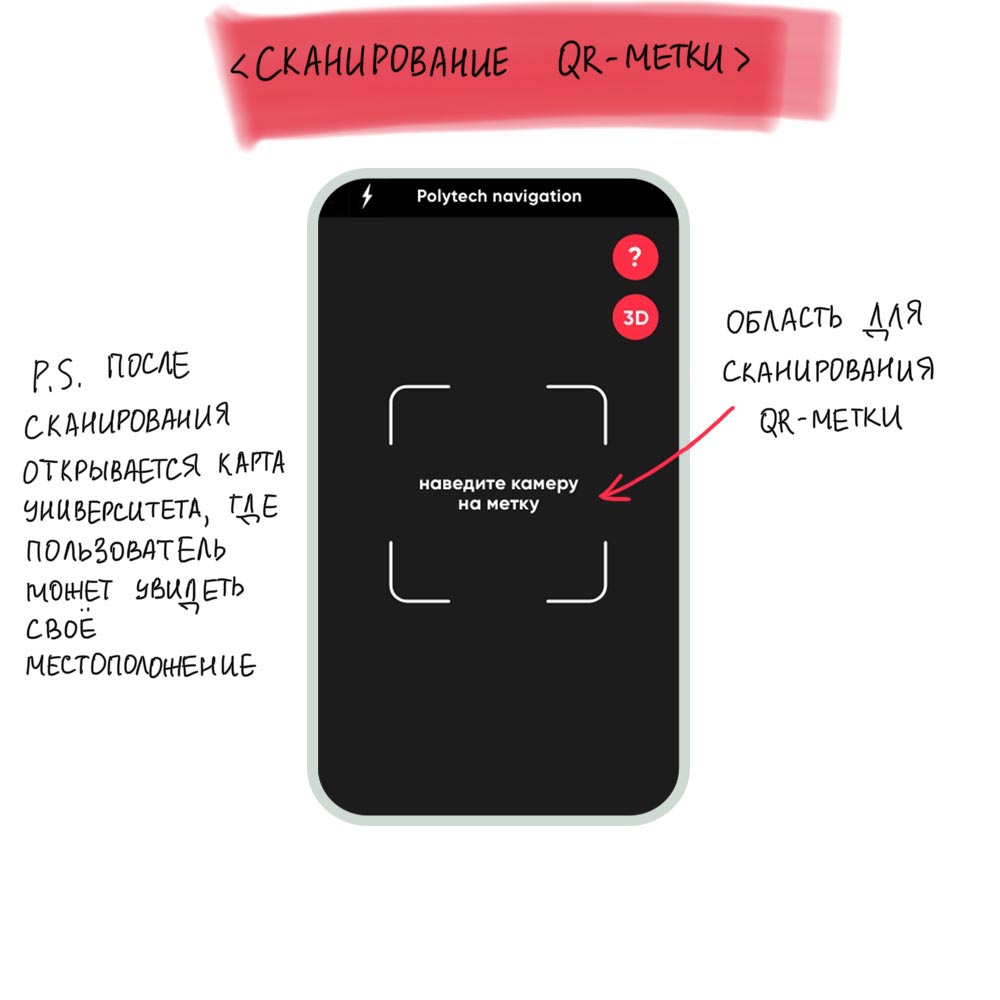 <СКАНИРОВАНИЕ QR-МЕТКИ>
Polytech navigation
?
3D
наведите камеру
на метку
ОБЛАСТЬ ДЛЯ
СКАНИРОВАНИЯ
QR-МЕТКИ
P.S. ПОСЛЕ
СКАНИРОВАНИЯ
ОТКРЫВАЕТСЯ КАРТА
УНИВЕРСИТЕТА, ГДЕ
ПОЛЬЗОВАТЕЛЬ
МОЖЕТ УВИДЕТЬ
СВОЁ
МЕСТОПОЛОЖЕНИЕ